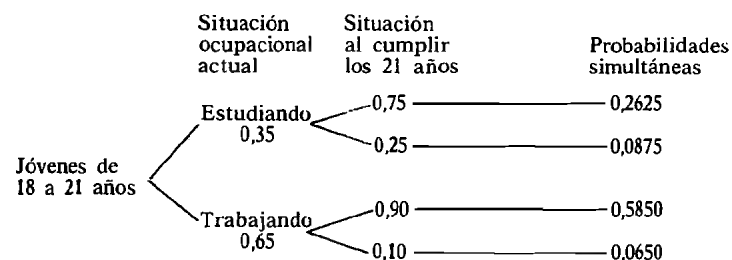 Situación
ocupacional
actual
Situación
al cumplir
los 21 años
Probabilidades
simultáneas
Jóvenes de
18 a 21 años
Estudiando
0,35
0,75
0,2625
0,25
0,0875
Trabajando
0,65
0,90
0,5850
0,10
0,0650